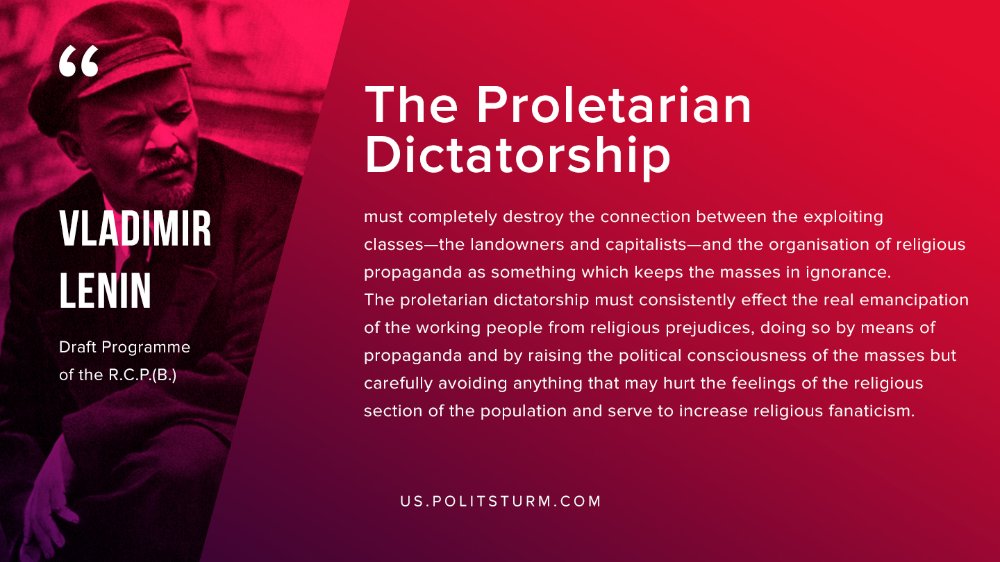 “
VLADIMIR
LENIN
Draft Programme
of the R.C.P.(B.)
The Proletarian
Dictatorship
must completely destroy the connection between the exploiting
classes—the landowners and capitalists—and the organisation of religious
propaganda as something which keeps the masses in ignorance.
The proletarian dictatorship must consistently effect the real emancipation
of the working people from religious prejudices, doing so by means of
propaganda and by raising the political consciousness of the masses but
carefully avoiding anything that may hurt the feelings of the religious
section of the population and serve to increase religious fanaticism.
US.POLITSTURM.COM